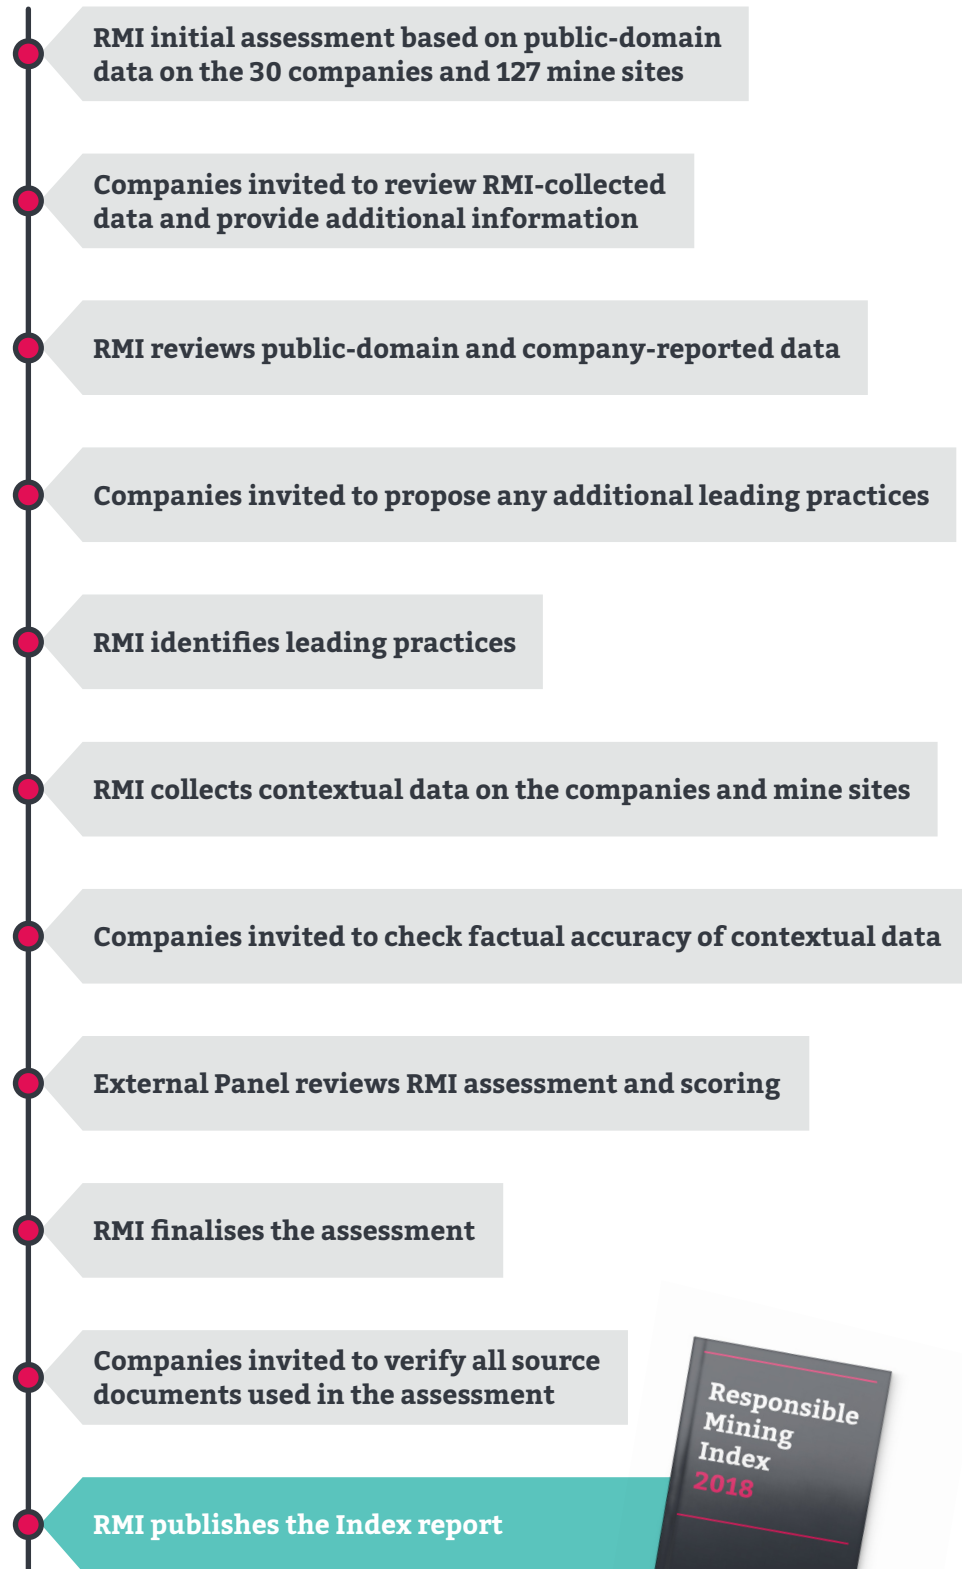 RMI initial assessment based on public-domain
data on the 30 companies and 127 mine sites
Companies invited to review RMI-collected
data and provide additional information
RMI reviews public-domain and company-reported data
Companies invited to propose any additional leading practices
RMI identifies leading practices
RMI collects contextual data on the companies and mine sites
Companies invited to check factual accuracy of contextual data
External Panel reviews RMI assessment and scoring
RMI finalises the assessment
Companies invited to verify all source
documents used in the assessment
Responsible
Mining
Index
2018
RMI publishes the Index report